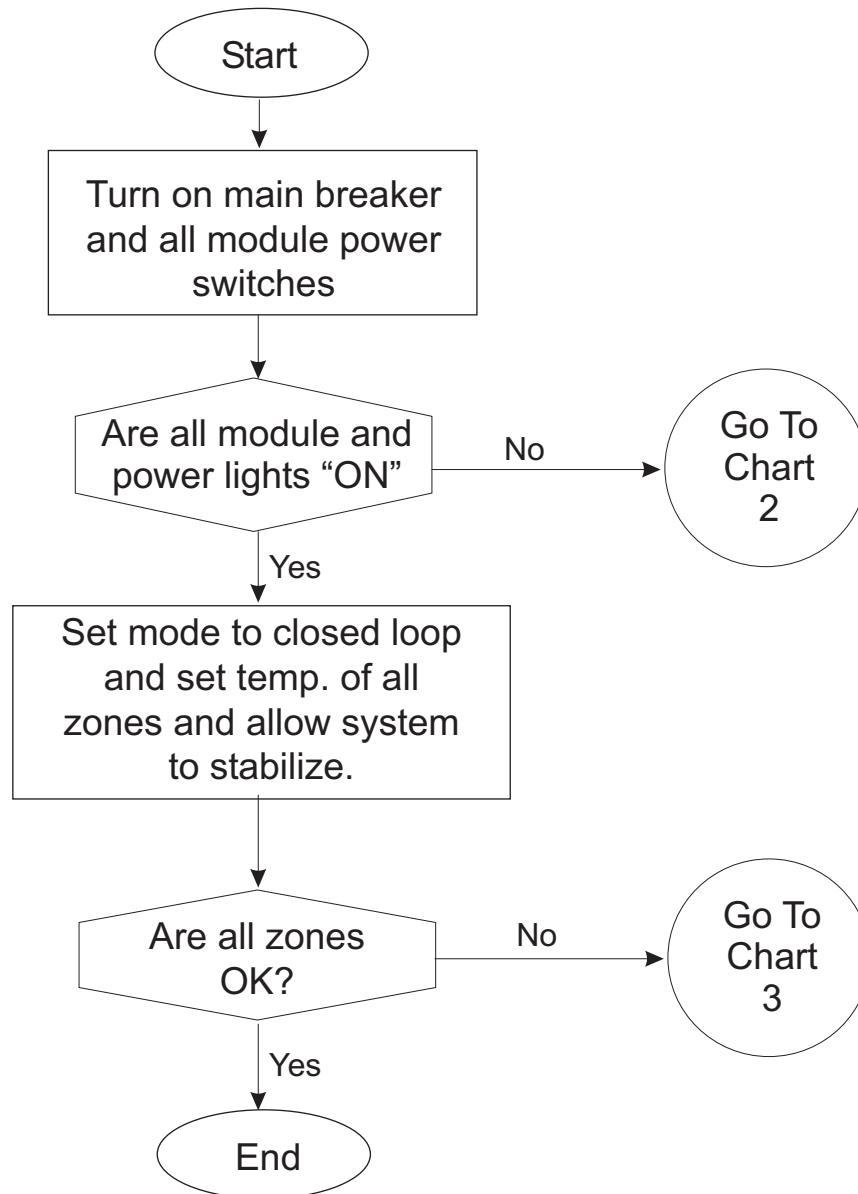 Start
Turn on main breaker
and all module power
switches
Are all module and
power lights “ON”
No
Go To
Chart
2
Yes
Set mode to closed loop
and set temp. of all
zones and allow system
to stabilize.
Are all zones
OK?
No
Go To
Chart
3
Yes
End